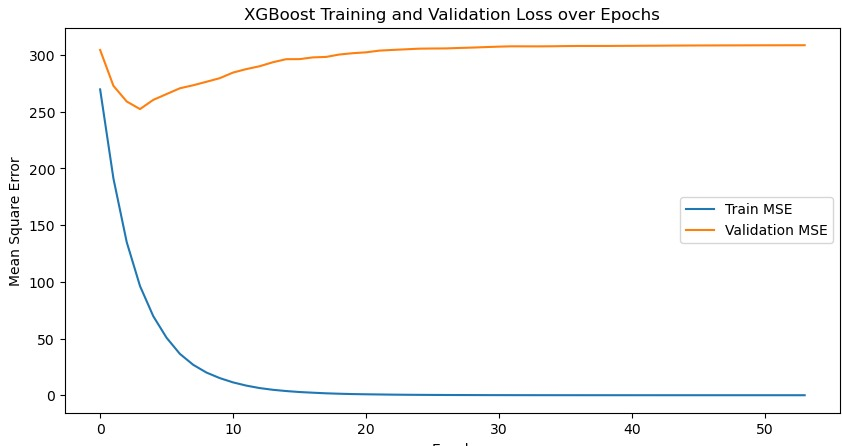 XGBoost Training and Validation Loss over Epochs
Mean Square Error
300
250
200
150
100
50
0
Train MSE
Validation MSE
0 10 20 30 40 50